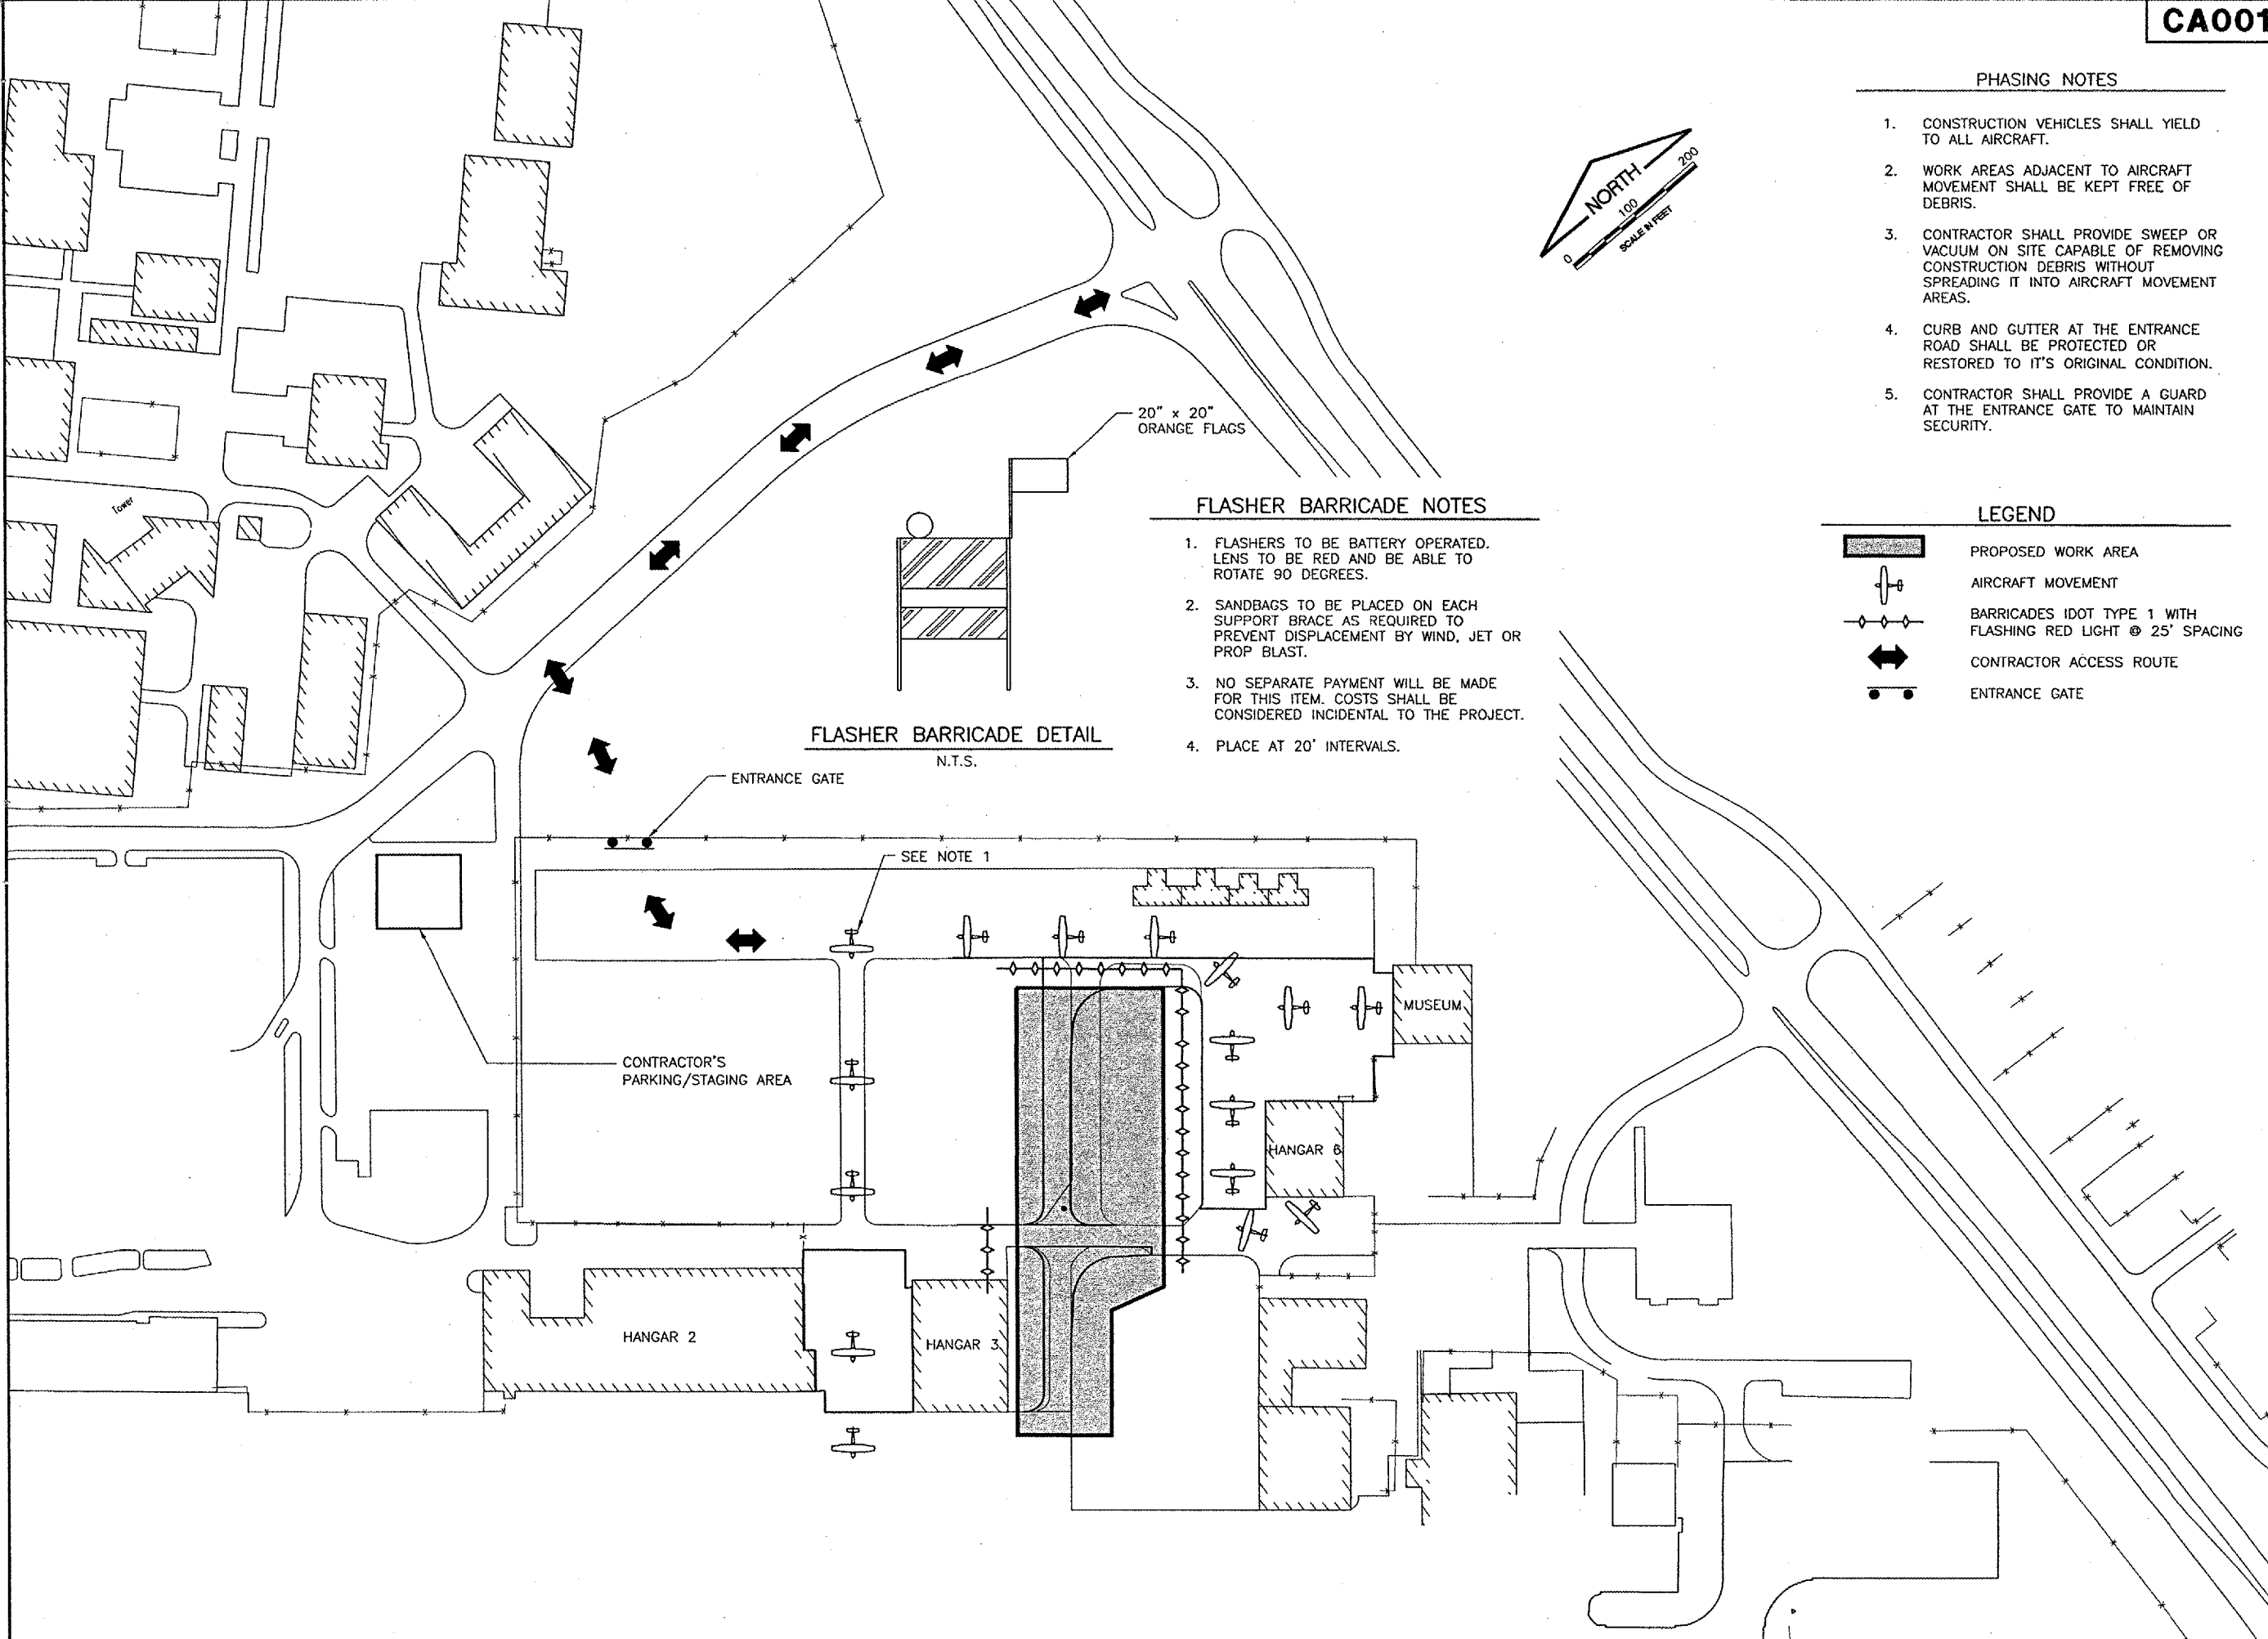 CA001
PHASING NOTES
1. CONSTRUCTION VEHICLES SHALL YIELD
TO ALL AIRCRAFT.
2. WORK AREAS ADJACENT TO AIRCRAFT
MOVEMENT SHALL BE KEPT FREE OF
DEBRIS.
3. CONTRACTOR SHALL PROVIDE SWEEP OR
VACUUM ON SITE CAPABLE OF REMOVING
CONSTRUCTION DEBRIS WITHOUT
SPREADING IT INTO AIRCRAFT MOVEMENT
AREAS.
4. CURB AND GUTTER AT THE ENTRANCE
ROAD SHALL BE PROTECTED OR
RESTORED TO IT'S ORIGINAL CONDITION.
5. CONTRACTOR SHALL PROVIDE A GUARD
AT THE ENTRANCE GATE TO MAINTAIN
SECURITY.
NORTH
0 100 200
SCALE IN FEET
20" x 20"
ORANGE FLAGS
FLASHER BARRICADE NOTES
1. FLASHERS TO BE BATTERY OPERATED.
LENS TO BE RED AND BE ABLE TO
ROTATE 90 DEGREES.
2. SANDBAGS TO BE PLACED ON EACH
SUPPORT BRACE AS REQUIRED TO
PREVENT DISPLACEMENT BY WIND, JET OR
PROP BLAST.
3. NO SEPARATE PAYMENT WILL BE MADE
FOR THIS ITEM. COSTS SHALL BE
CONSIDERED INCIDENTAL TO THE PROJECT.
4. PLACE AT 20' INTERVALS.
LEGEND
PROPOSED WORK AREA
AIRCRAFT MOVEMENT
BARRICADES IDOT TYPE 1 WITH
FLASHING RED LIGHT @ 25' SPACING
CONTRACTOR ACCESS ROUTE
ENTRANCE GATE
Tower
FLASHER BARRICADE DETAIL
N.T.S.
ENTRANCE GATE
SEE NOTE 1
MUSEUM
CONTRACTOR'S
PARKING/STAGING AREA
HANGAR 6
HANGAR 2
HANGAR 3